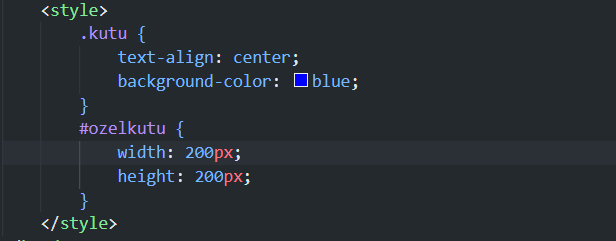 <style>
.kutu {
text-align: center;
background-color: blue;
}
#ozelkutu {
width: 200px;
height: 200px;
}
</style>